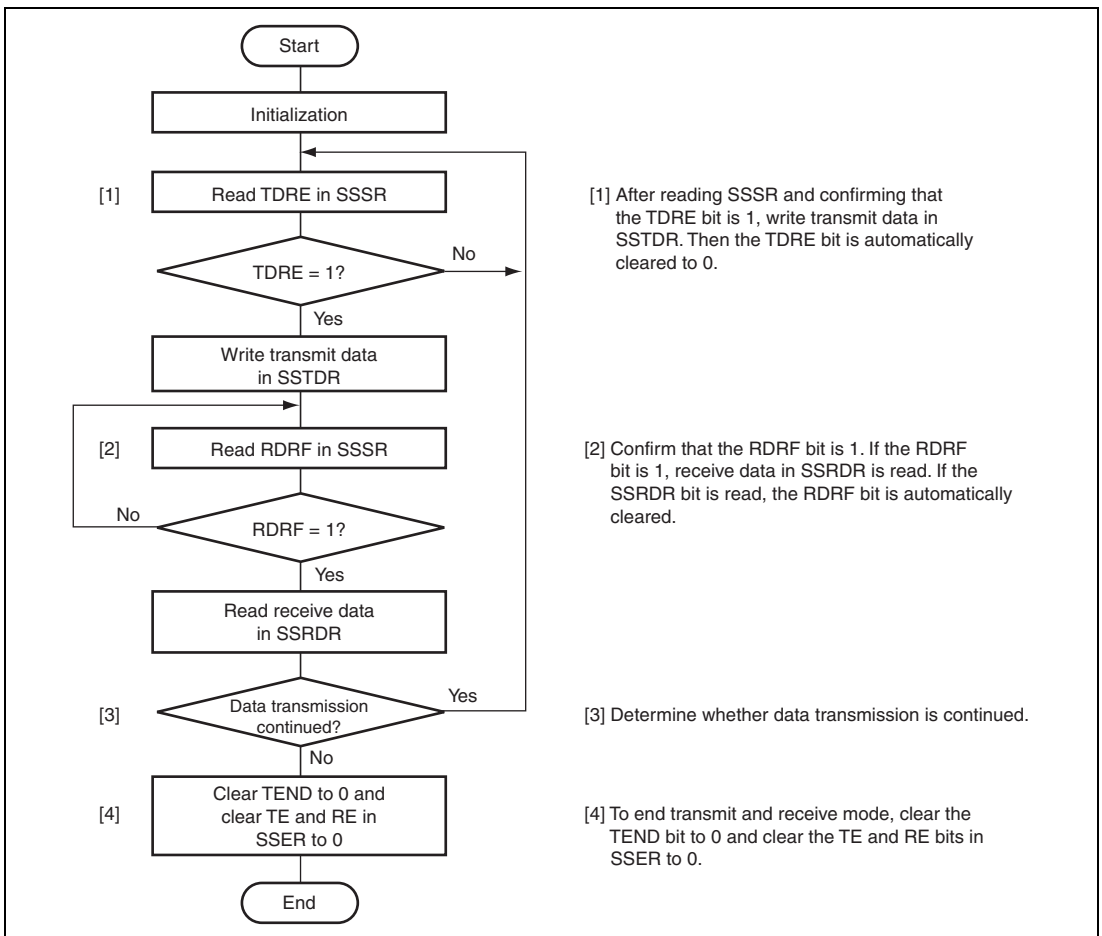 Start
Initialization
[1]
Read TDRE in SSSR
[1] After reading SSSR and confirming that
the TDRE bit is 1, write transmit data in
SSTDR. Then the TDRE bit is automatically
cleared to 0.
TDRE = 1?
No
Yes
Write transmit data
in SSTDR
[2]
Read RDRF in SSSR
[2] Confirm that the RDRF bit is 1. If the RDRF
bit is 1, receive data in SSRDR is read. If the
SSRDR bit is read, the RDRF bit is automatically
cleared.
No
RDRF = 1?
Yes
Read receive data
in SSRDR
[3]
Data transmission
continued?
Yes
[3] Determine whether data transmission is continued.
No
[4]
Clear TEND to 0 and
clear TE and RE in
SSER to 0
[4] To end transmit and receive mode, clear the
TEND bit to 0 and clear the TE and RE bits in
SSER to 0.
End